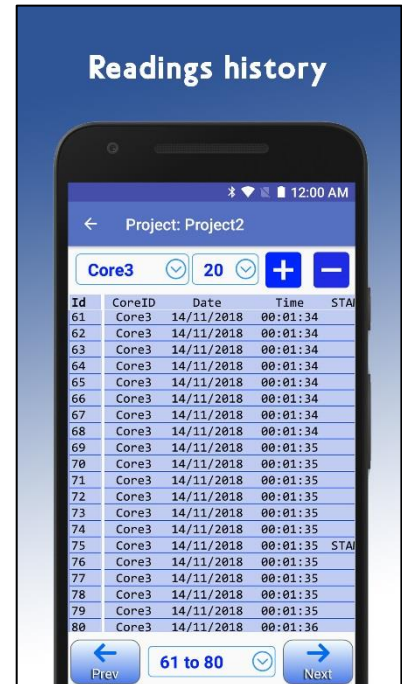 Readings history
12:00 AM
Project: Project2
Core3 20 + −
Id CoreID Date Time STAI
61 Core3 14/11/2018 00:01:34
62 Core3 14/11/2018 00:01:34
63 Core3 14/11/2018 00:01:34
64 Core3 14/11/2018 00:01:34
65 Core3 14/11/2018 00:01:34
66 Core3 14/11/2018 00:01:34
67 Core3 14/11/2018 00:01:34
68 Core3 14/11/2018 00:01:34
69 Core3 14/11/2018 00:01:35
70 Core3 14/11/2018 00:01:35
71 Core3 14/11/2018 00:01:35
72 Core3 14/11/2018 00:01:35
73 Core3 14/11/2018 00:01:35
74 Core3 14/11/2018 00:01:35
75 Core3 14/11/2018 00:01:35 STAI
76 Core3 14/11/2018 00:01:35
77 Core3 14/11/2018 00:01:35
78 Core3 14/11/2018 00:01:35
79 Core3 14/11/2018 00:01:35
80 Core3 14/11/2018 00:01:36
Prev 61 to 80 Next